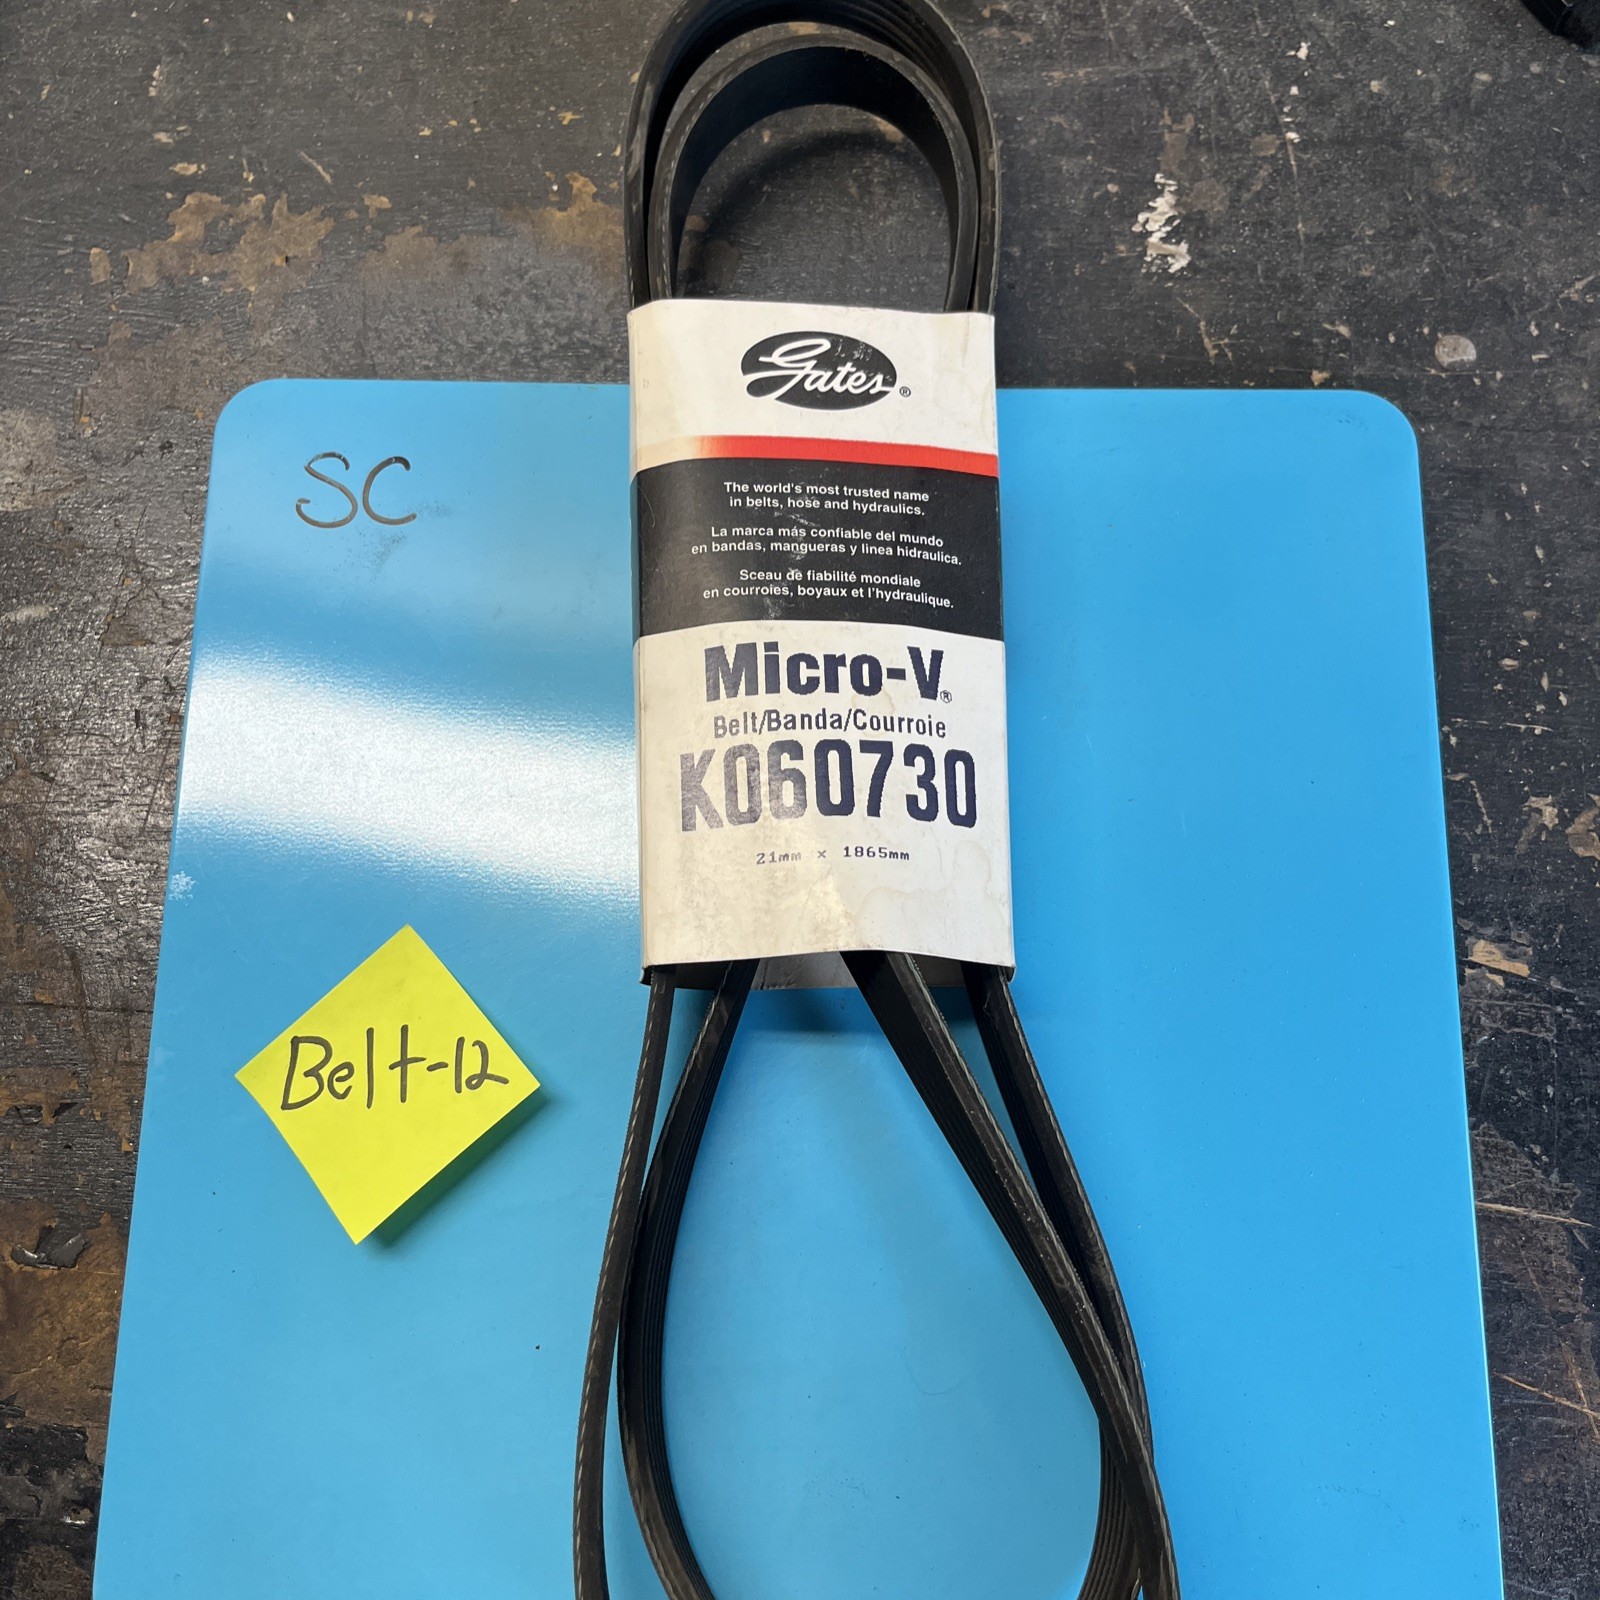 SC
Gates®
The world's most trusted name
in belts, hose and hydraulics.
La marca más confiable del mundo
en bandas, mangueras y linea hidraulica.
Sceau de fiabilité mondiale
en courroies, boyaux et l'hydraulique.
Micro-V®
Belt/Banda/Courroie
K060730
21mm x 1865mm
Belt-12